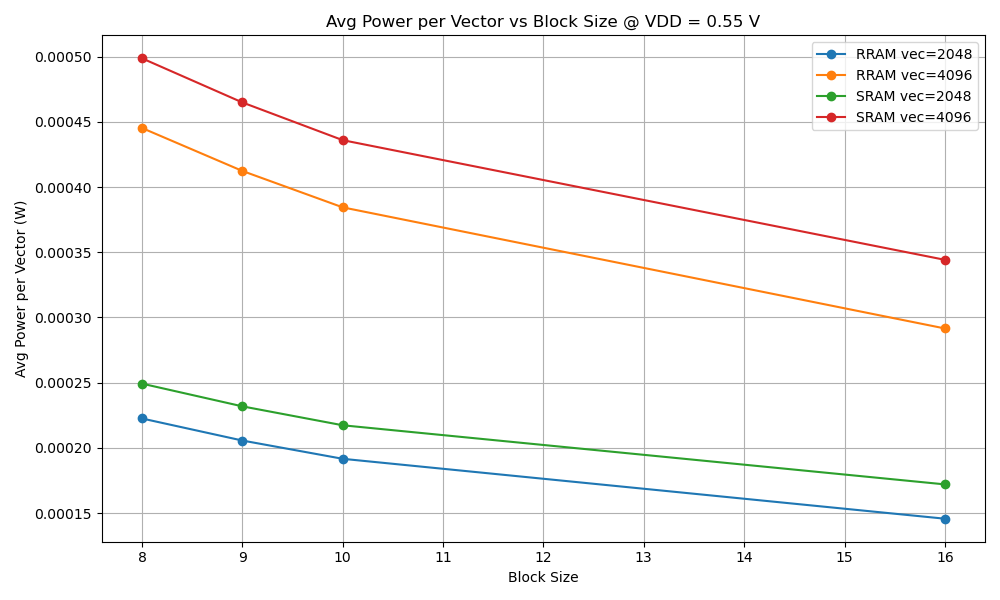 Avg Power per Vector vs Block Size @ VDD = 0.55 V
RRAM vec=2048
RRAM vec=4096
SRAM vec=2048
SRAM vec=4096
Avg Power per Vector (W)
0.00050
0.00045
0.00040
0.00035
0.00030
0.00025
0.00020
0.00015
8 9 10 11 12 13 14 15 16
Block Size